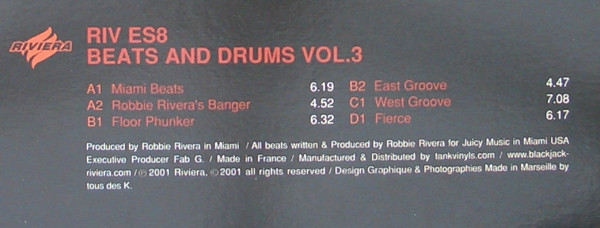 RIVIERA
RIV ES8
BEATS AND DRUMS VOL.3
A1 Miami Beats 6.19
A2 Robbie Rivera's Banger 4.52
B1 Floor Phunker 6.32
B2 East Groove 4.47
C1 West Groove 7.08
D1 Fierce 6.17
Produced by Robbie Rivera in Miami / All beats written & Produced by Robbie Rivera for Juicy Music in Miami USA
Executive Producer Fab G. / Made in France / Manufactured & Distributed by tankvinyls.com / www.blackjack-
riviera.com / ℗ 2001 Riviera, © 2001 all rights reserved / Design Graphique & Photographies Made in Marseille by
tous des K.